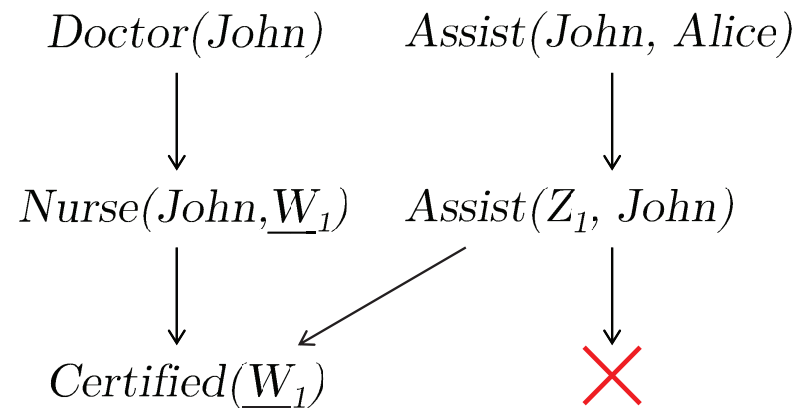 Doctor(John) Assist(John, Alice)
Nurse(John,W₁) Assist(Z₁, John)
Certified(W₁)